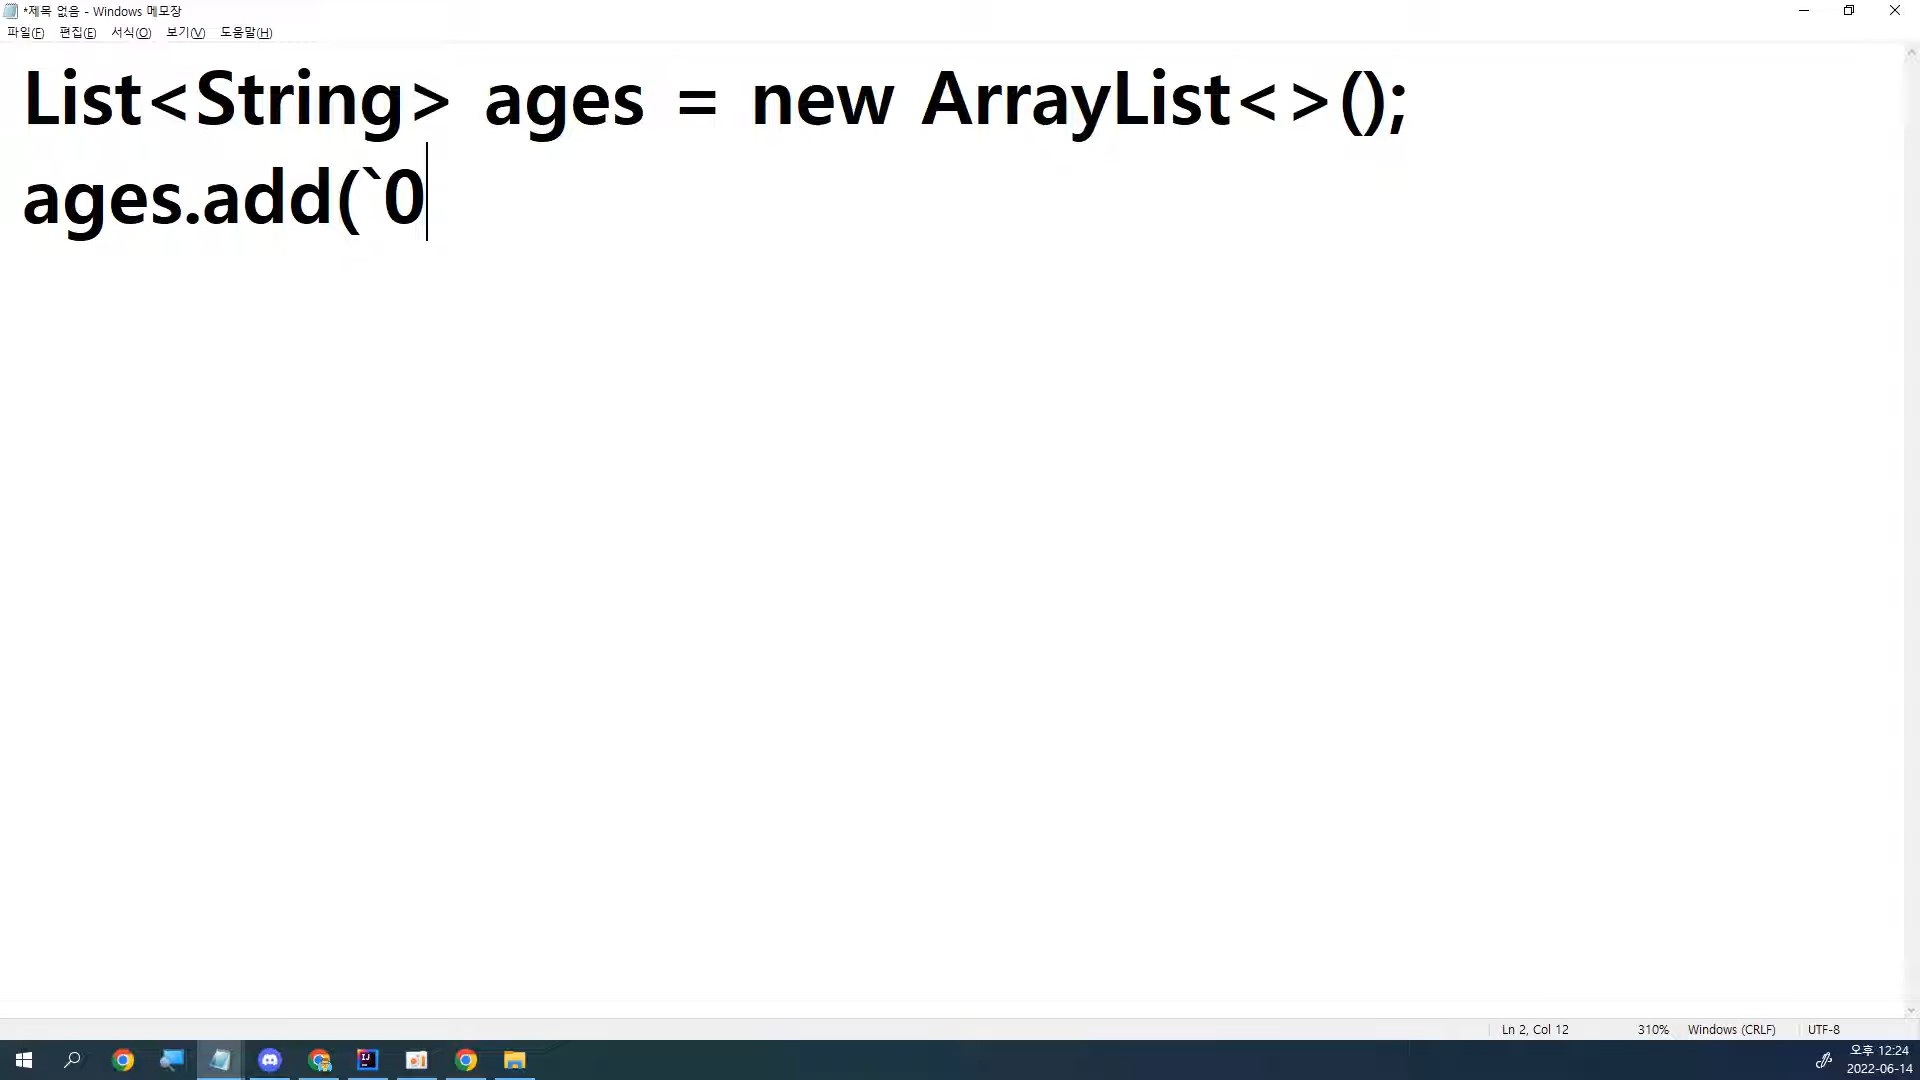 *제목 없음 - Windows 메모장
파일(F) 편집(E) 서식(O) 보기(V) 도움말(H)
List<String> ages = new ArrayList<>();
ages.add(`0
Ln 2, Col 12 310% Windows (CRLF) UTF-8
오후 12:24
2022-06-14